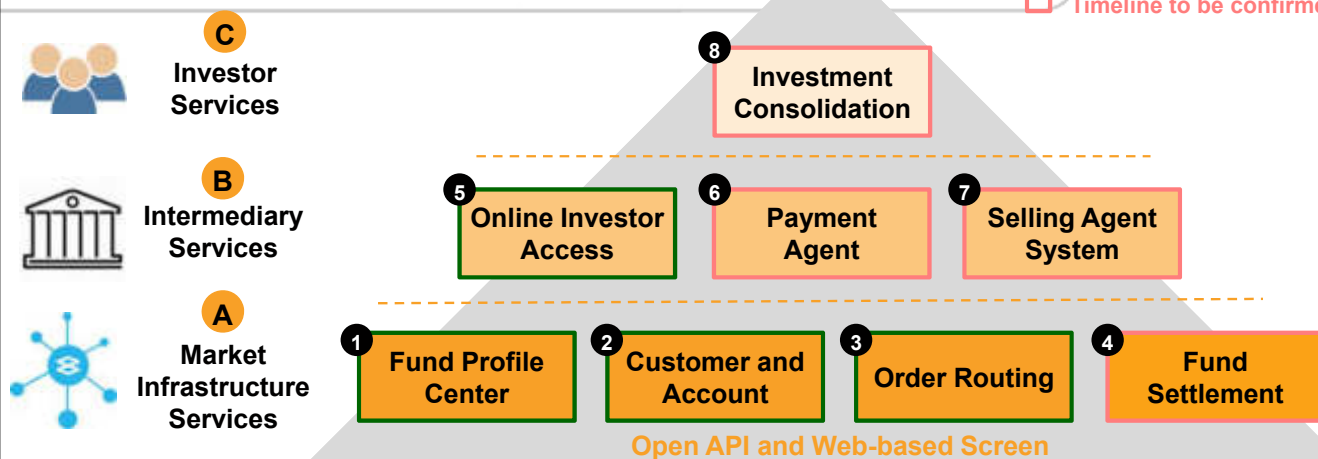 Timeline to be
C
Investor
Services
8
Investment
Consolidation
B
Intermediary
Services
5
Online Investor
Access
6
Payment
Agent
7
Selling Agent
System
A
Market
Infrastructure
Services
1
Fund Profile
Center
2
Customer and
Account
3
Order Routing
4
Fund
Settlement
Open API and Web-based Screen